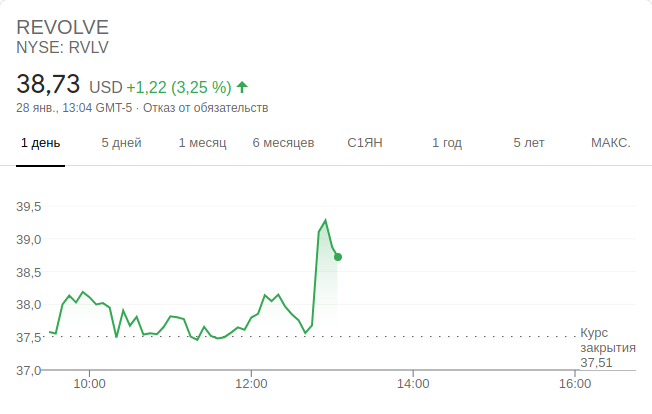 REVOLVE
NYSE: RVLV
38,73 USD +1,22 (3,25 %)
28 янв., 13:04 GMT-5 · Отказ от обязательств
1 день 5 дней 1 месяц 6 месяцев С1ЯН 1 год 5 лет МАКС.
39,5
39,0
38,5
38,0
37,5
37,0
Курс
закрытия
37,51
10:00 12:00 14:00 16:00